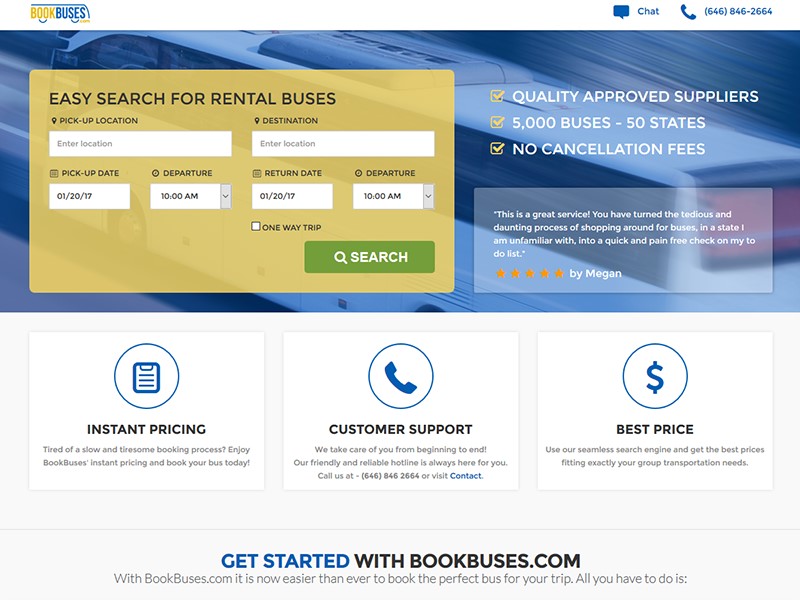 BOOKBUSES
.com
Chat
(646) 846-2664
EASY SEARCH FOR RENTAL BUSES
PICK-UP LOCATION
DESTINATION
Enter location
Enter location
PICK-UP DATE
DEPARTURE
RETURN DATE
DEPARTURE
01/20/17
10:00 AM
01/20/17
10:00 AM
ONE WAY TRIP
SEARCH
QUALITY APPROVED SUPPLIERS
5,000 BUSES - 50 STATES
NO CANCELLATION FEES
"This is a great service! You have turned the tedious and
daunting process of shopping around for buses, in a state I
am unfamiliar with, into a quick and pain free check on my to
do list."
by Megan
INSTANT PRICING
Tired of a slow and tiresome booking process? Enjoy
BookBuses' instant pricing and book your bus today!
CUSTOMER SUPPORT
We take care of you from beginning to end!
Our friendly and reliable hotline is always here for you.
Call us at - (646) 846 2664 or visit Contact.
BEST PRICE
Use our seamless search engine and get the best prices
fitting exactly your group transportation needs.
GET STARTED WITH BOOKBUSES.COM
With BookBuses.com it is now easier than ever to book the perfect bus for your trip. All you have to do is: